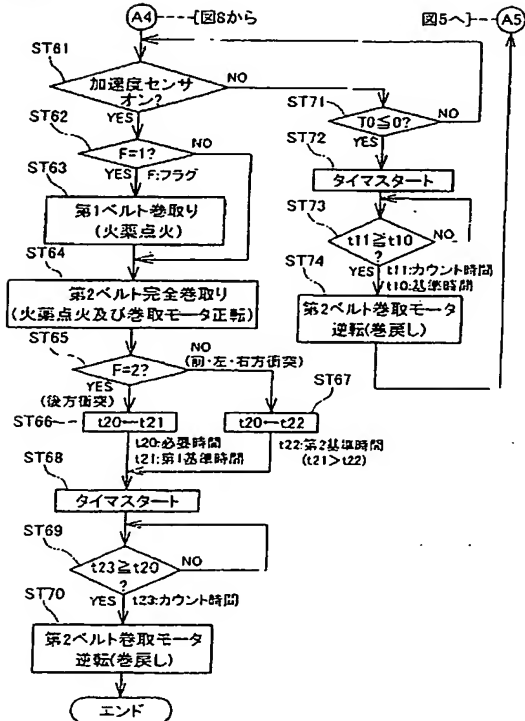 A4
図8から
図5へ
A5
ST61
加速度センサ
オン?
NO
YES
ST62
F=1?
NO
YES
F:フラグ
ST63
第1ベルト巻取り
(火薬点火)
ST64
第2ベルト完全巻取り
(火薬点火及び巻取モータ正転)
ST65
F=2?
NO
(前・左・右方衝突)
YES
(後方衝突)
ST66
t20←t21
ST67
t20←t22
t20:必要時間
t21:第1基準時間
t22:第2基準時間
(t21>t22)
ST68
タイマスタート
ST69
t23≧t20
?
NO
YES
t23:カウント時間
ST70
第2ベルト巻取モータ
逆転(巻戻し)
エンド
ST71
T0≦0?
NO
YES
ST72
タイマスタート
ST73
t11≧t10
?
NO
YES
t11:カウント時間
t10:基準時間
ST74
第2ベルト巻取モータ
逆転(巻戻し)